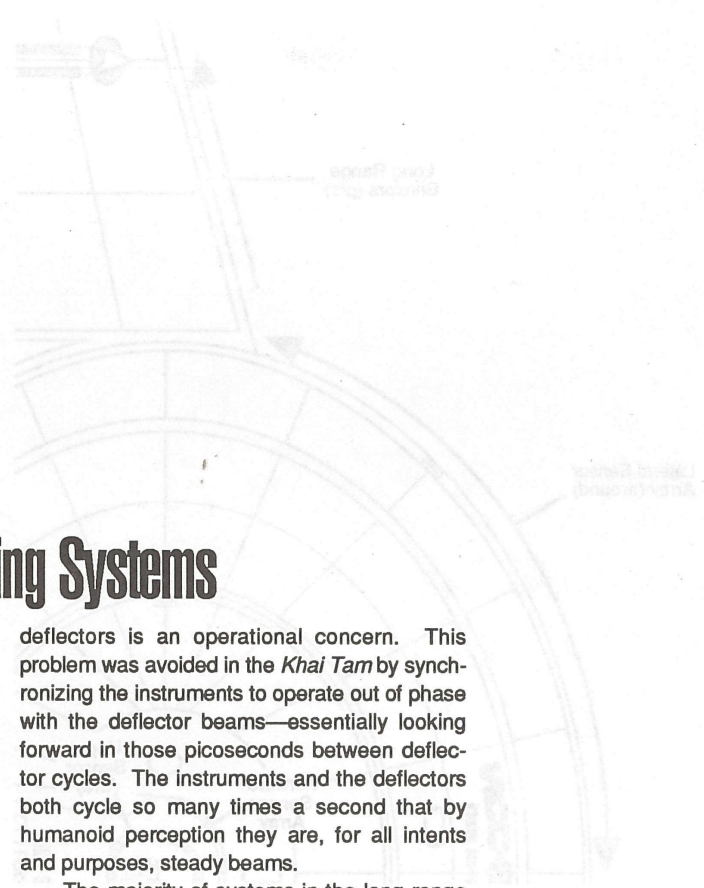 ing Systems
deflectors is an operational concern. This
problem was avoided in the Khai Tam by synch-
ronizing the instruments to operate out of phase
with the deflector beams—essentially looking
forward in those picoseconds between deflec-
tor cycles. The instruments and the deflectors
both cycle so many times a second that by
humanoid perception they are, for all intents
and purposes, steady beams.
The majority of systems in the long range